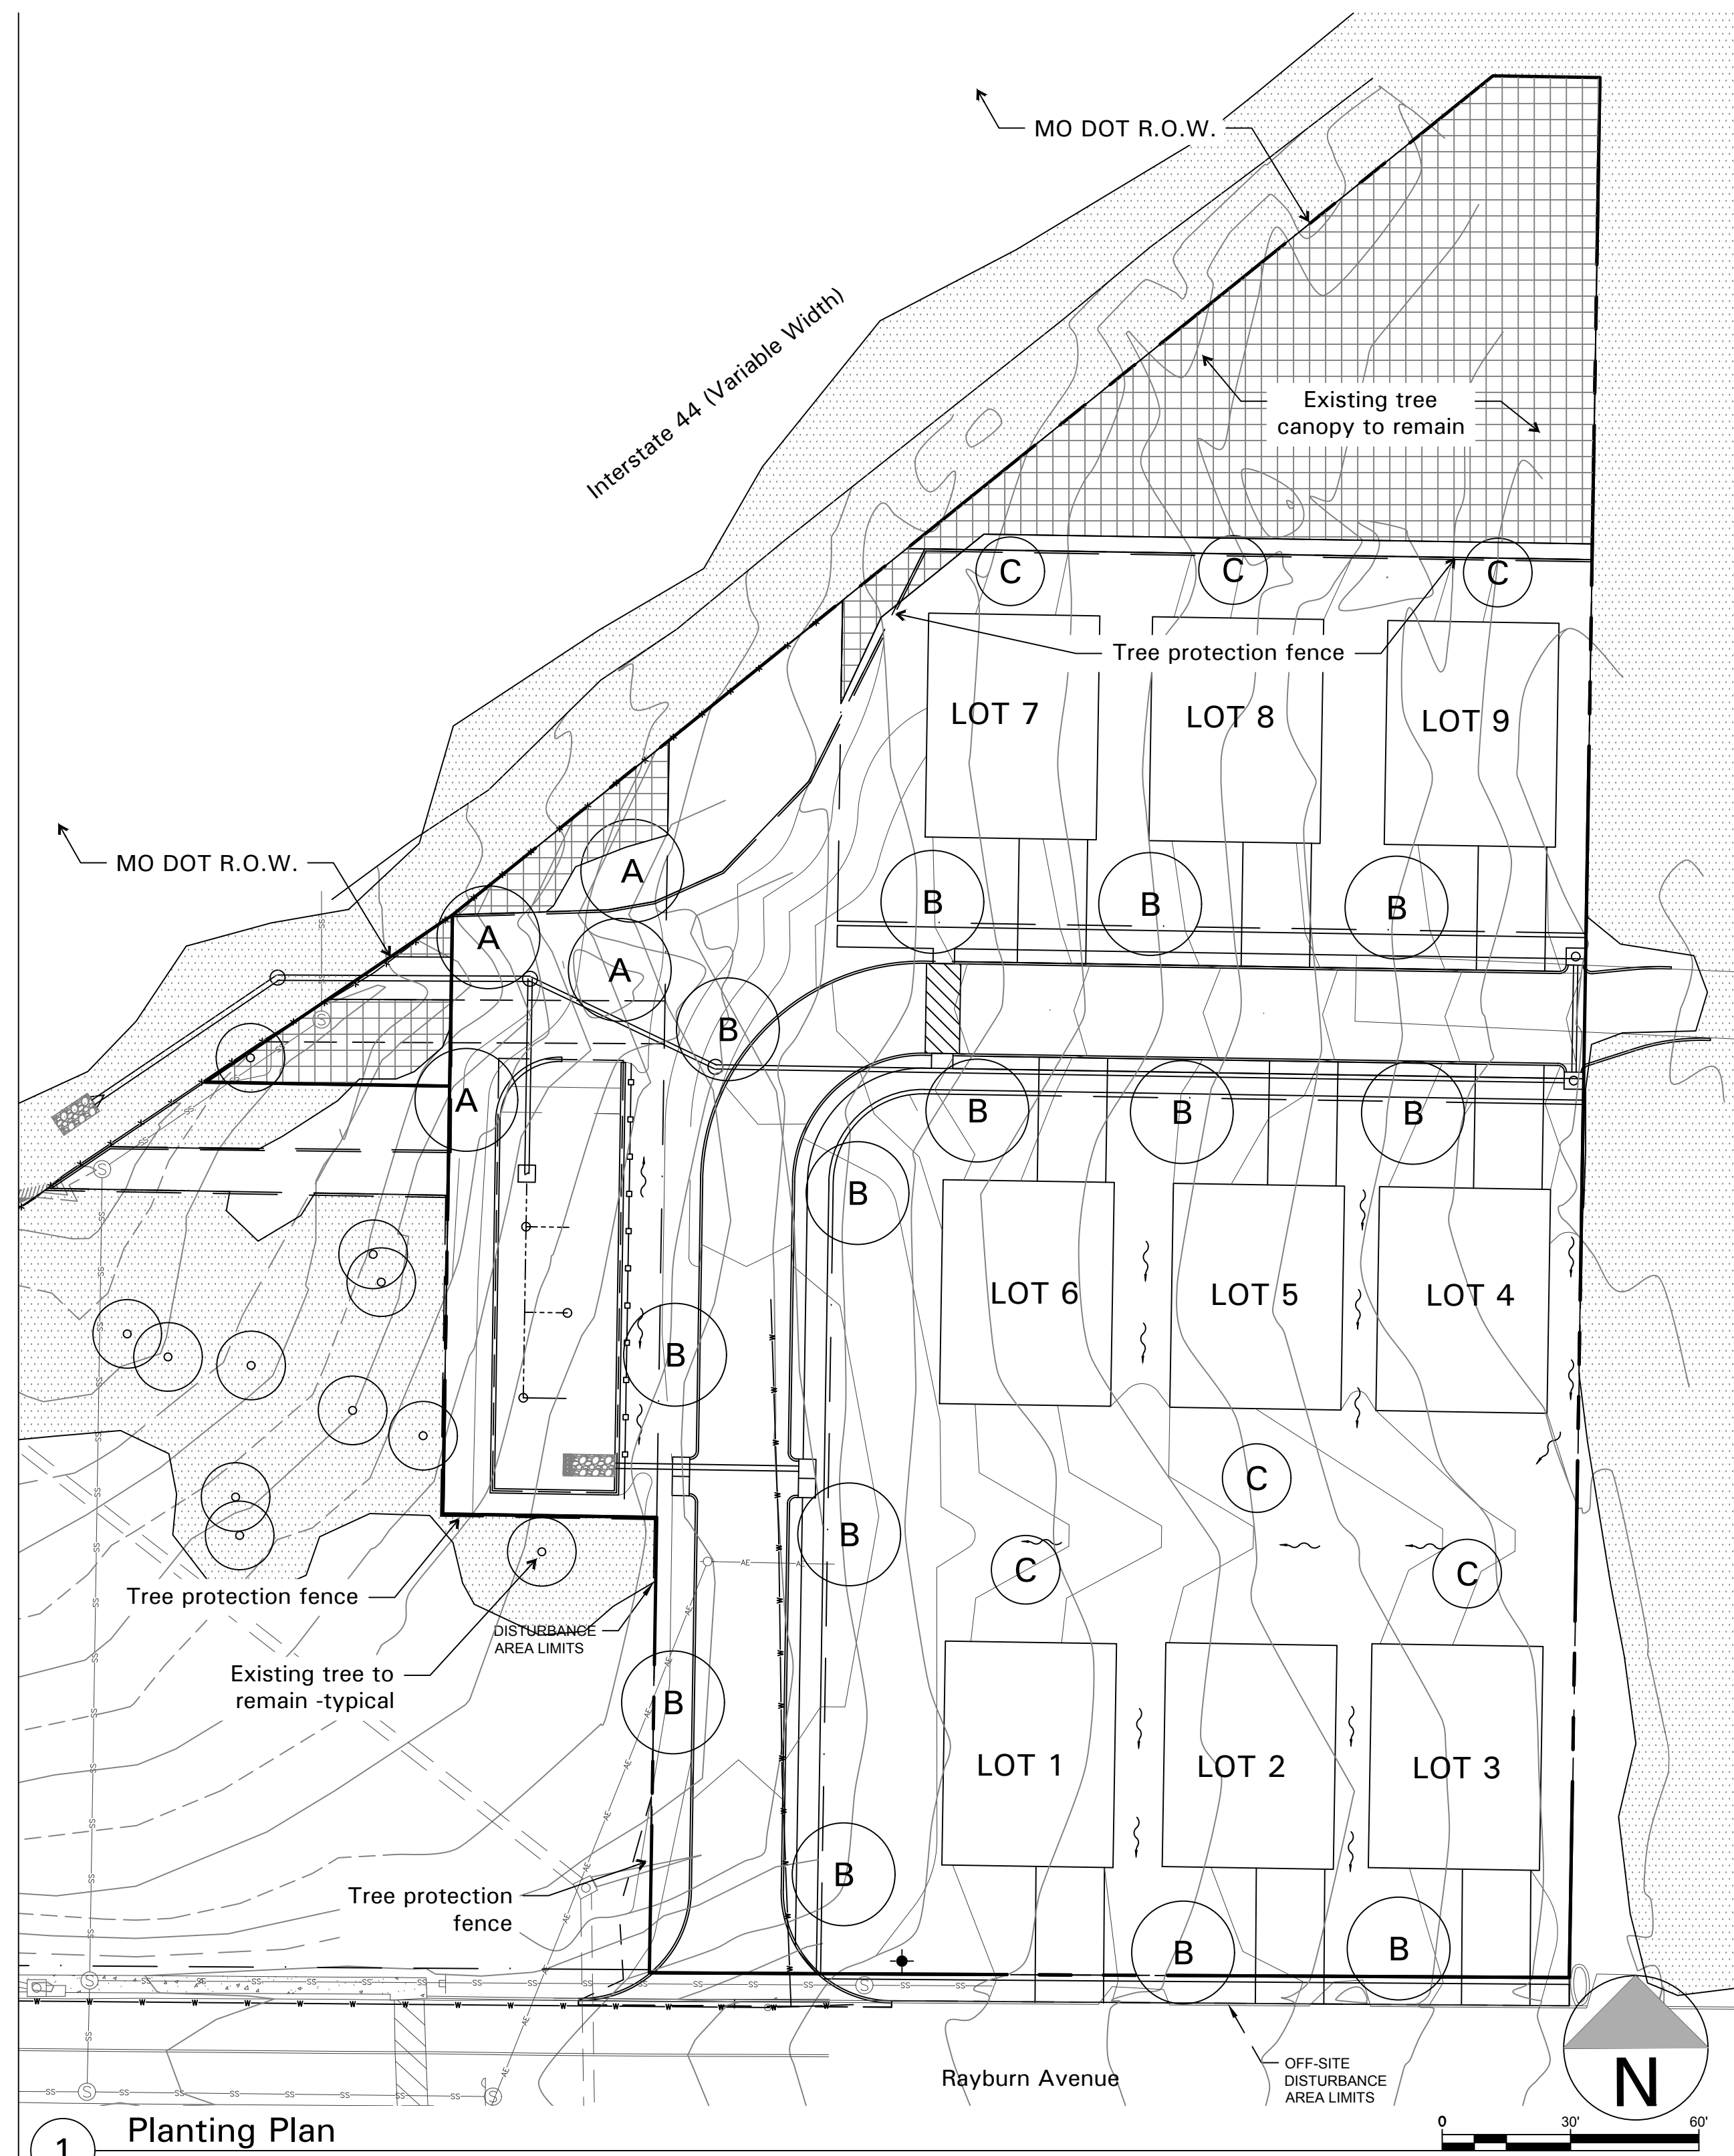 MO DOT R.O.W.
Interstate 44 (Variable Width)
Existing tree
canopy to remain
C
C
C
Tree protection fence
LOT 7
LOT 8
LOT 9
MO DOT R.O.W.
A
A
A
B
B
B
B
A
B
B
B
B
S
S
LOT 6
LOT 5
LOT 4
B
C
B
C
C
Tree protection fence
DISTURBANCE
AREA LIMITS
Existing tree to
remain -typical
B
LOT 1
LOT 2
LOT 3
B
Tree protection
fence
B
B
S
S
Rayburn Avenue
OFF-SITE
DISTURBANCE
AREA LIMITS
N
S
S
0 30' 60'
1
Planting Plan